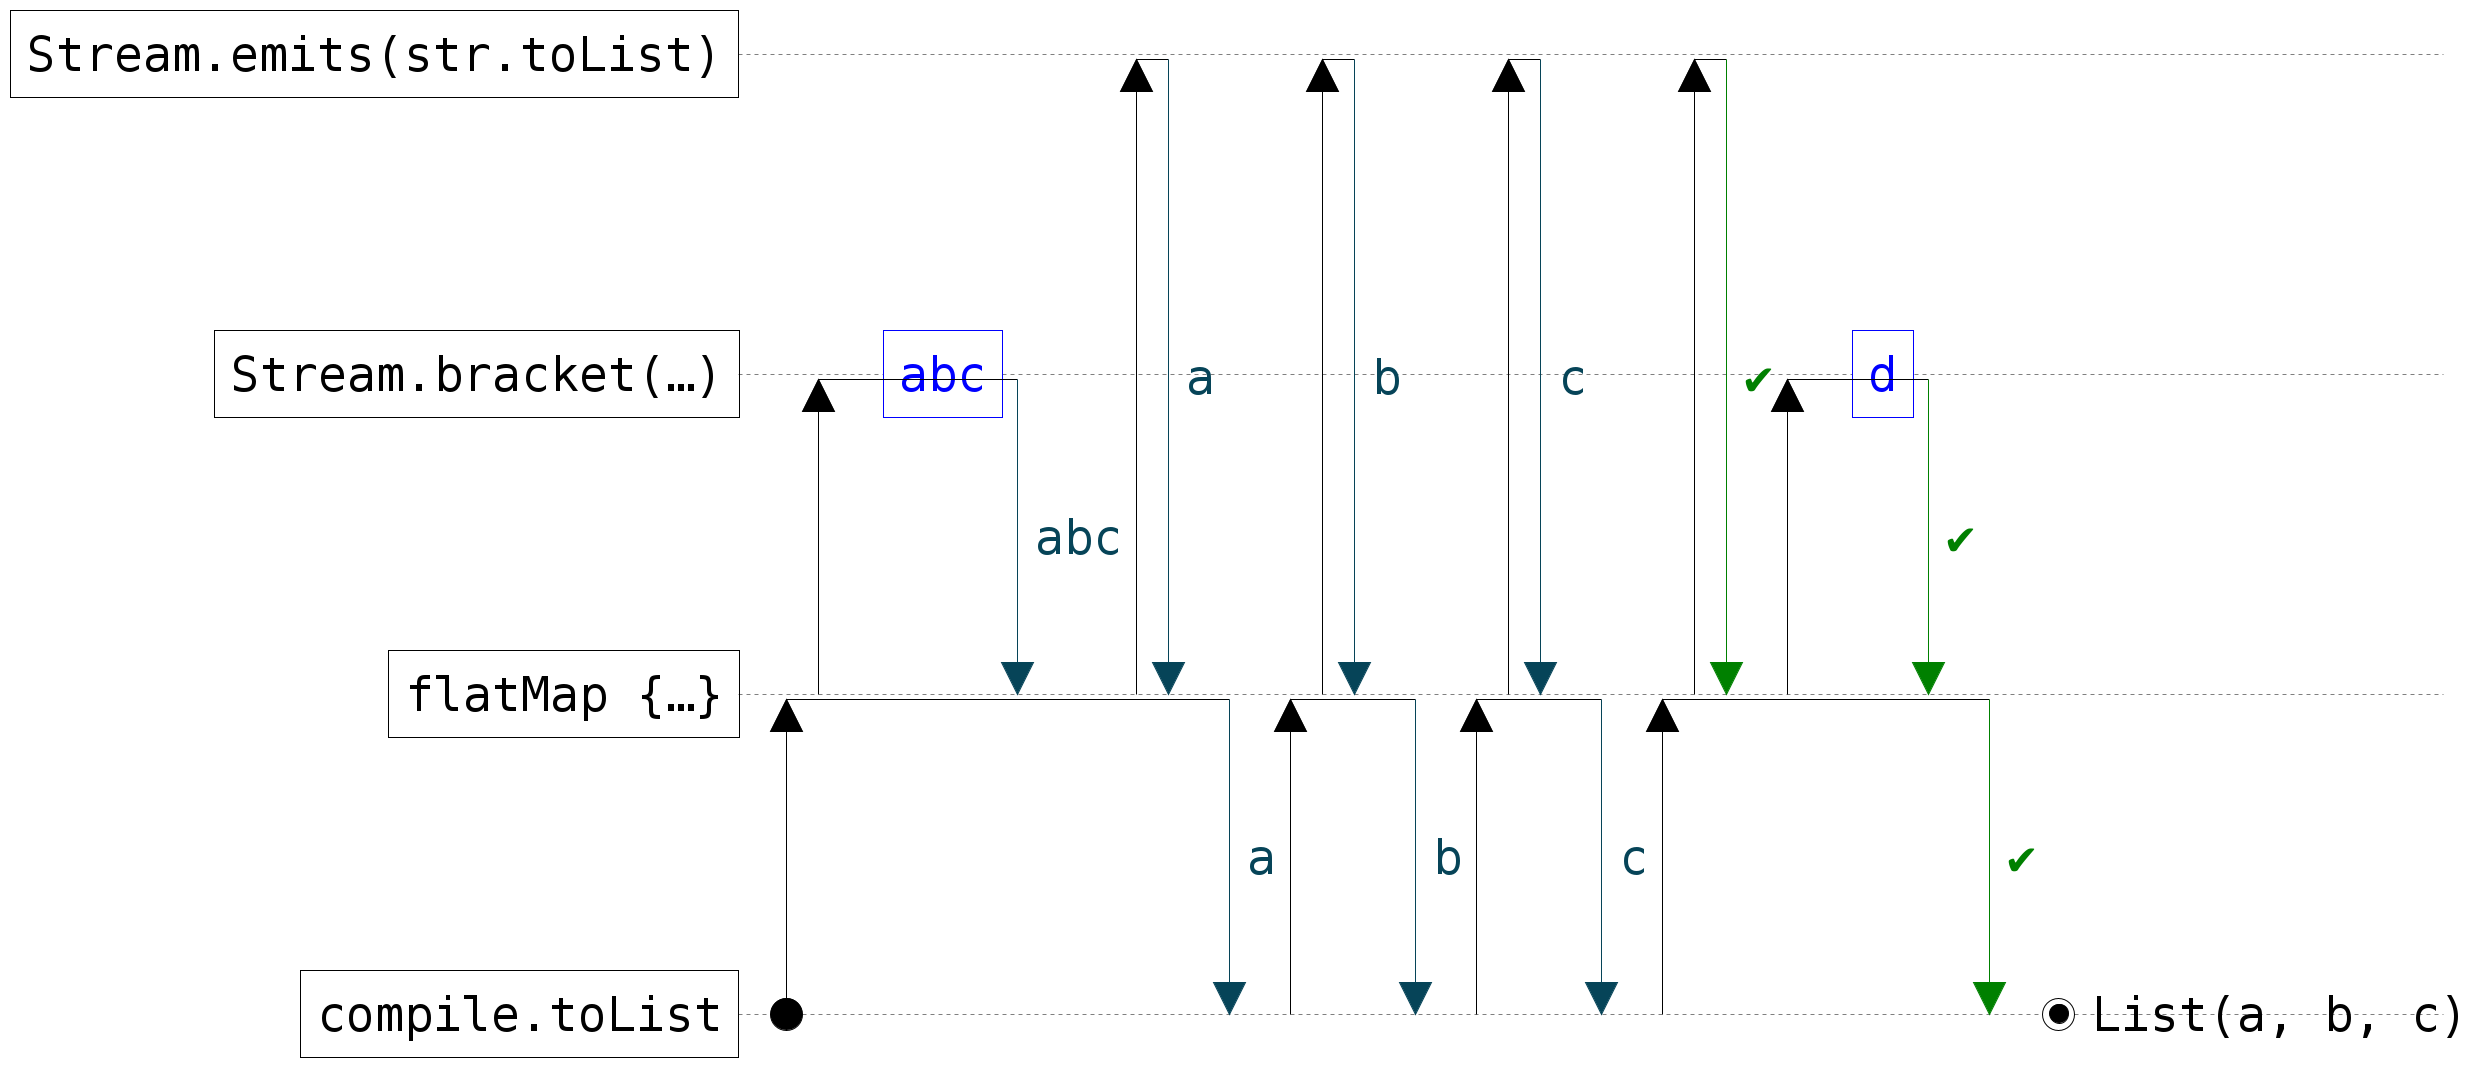 Stream.emits(str.toList)
Stream.bracket(…) abc a b c ✔ d
abc ✔
flatMap {…}
a b c ✔
compile.toList List(a, b, c)